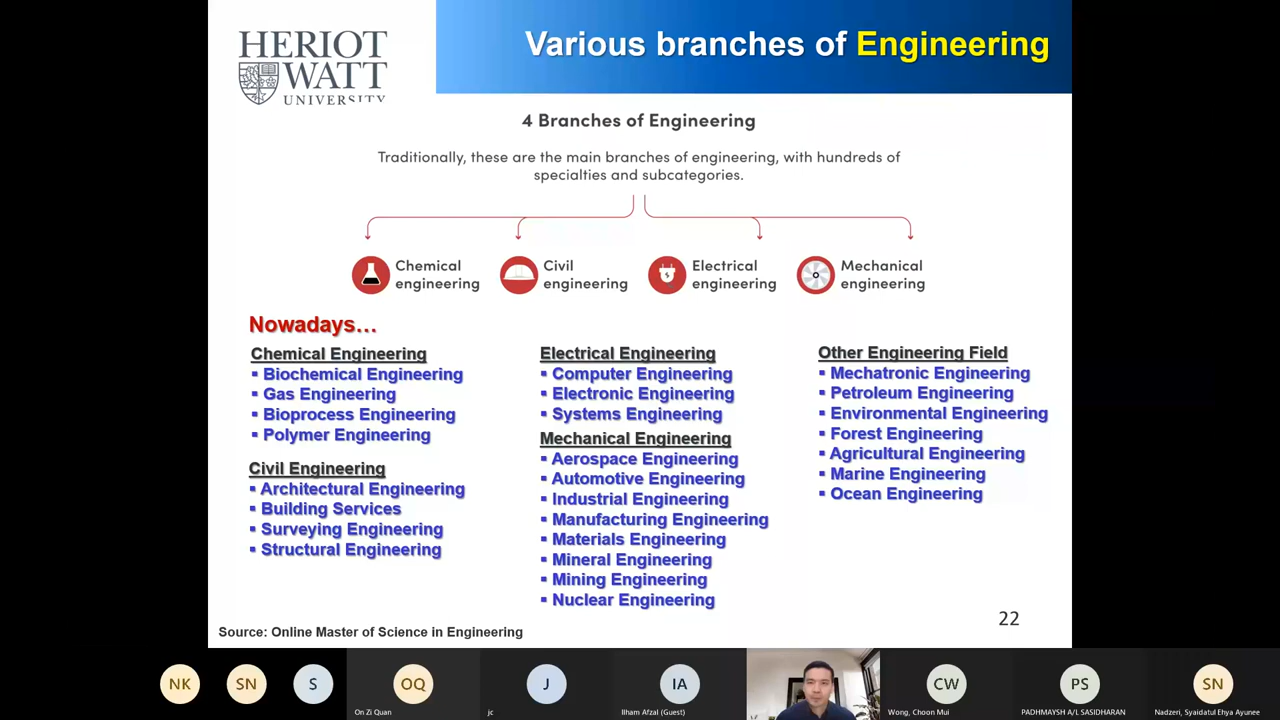 HERIOT
WATT
UNIVERSITY
Various branches of Engineering
4 Branches of Engineering
Traditionally, these are the main branches of engineering, with hundreds of
specialties and subcategories.
Chemical
engineering
Civil
engineering
Electrical
engineering
Mechanical
engineering
Nowadays…
Chemical Engineering
▪ Biochemical Engineering
▪ Gas Engineering
▪ Bioprocess Engineering
▪ Polymer Engineering
Civil Engineering
▪ Architectural Engineering
▪ Building Services
▪ Surveying Engineering
▪ Structural Engineering
Electrical Engineering
▪ Computer Engineering
▪ Electronic Engineering
▪ Systems Engineering
Mechanical Engineering
▪ Aerospace Engineering
▪ Automotive Engineering
▪ Industrial Engineering
▪ Manufacturing Engineering
▪ Materials Engineering
▪ Mineral Engineering
▪ Mining Engineering
▪ Nuclear Engineering
Other Engineering Field
▪ Mechatronic Engineering
▪ Petroleum Engineering
▪ Environmental Engineering
▪ Forest Engineering
▪ Agricultural Engineering
▪ Marine Engineering
▪ Ocean Engineering
22
Source: Online Master of Science in Engineering
NK
SN
S
OQ
On Zi Quan
J
jc
IA
Ilham Afzal (Guest)
CW
Wong, Choon Mui
PS
PADHMAYSH A/L SASIDHARAN
SN
Nadzeri, Syaidatul Ehya Ayunee